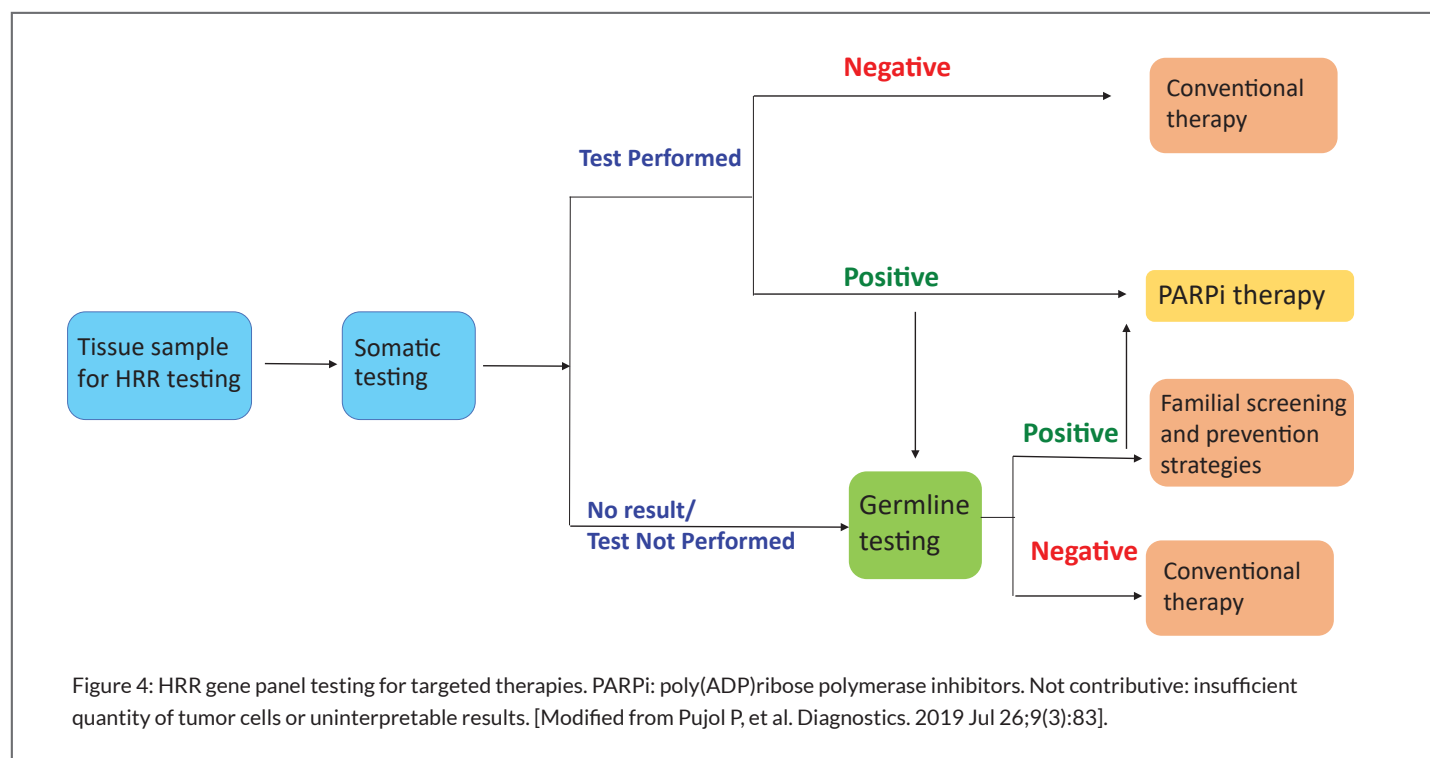 Negative
Conventional
therapy
Test Performed
Positive
PARPi therapy
Tissue sample
for HRR testing
Somatic
testing
Familial screening
and prevention
strategies
Positive
No result/
Test Not Performed
Germline
testing
Negative
Conventional
therapy
Figure 4: HRR gene panel testing for targeted therapies. PARPi: poly(ADP)ribose polymerase inhibitors. Not contributive: insufficient
quantity of tumor cells or uninterpretable results. [Modified from Pujol P, et al. Diagnostics. 2019 Jul 26;9(3):83].